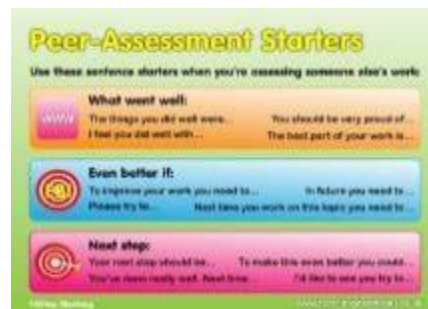 Peer-Assessment Starters
Use these sentence starters when you're assessing someone else's work:
What went well:
The things you did well were... You should be very proud of...
I feel you did well with... The best part of your work is...
WWW
Even better if:
To improve your work you need to... In future you need to...
Please try to... Next time you work on this topic you need to...
Next step:
Your next step should be... To make this even better you could...
You've done really well. Next time... I'd like to see you try to...